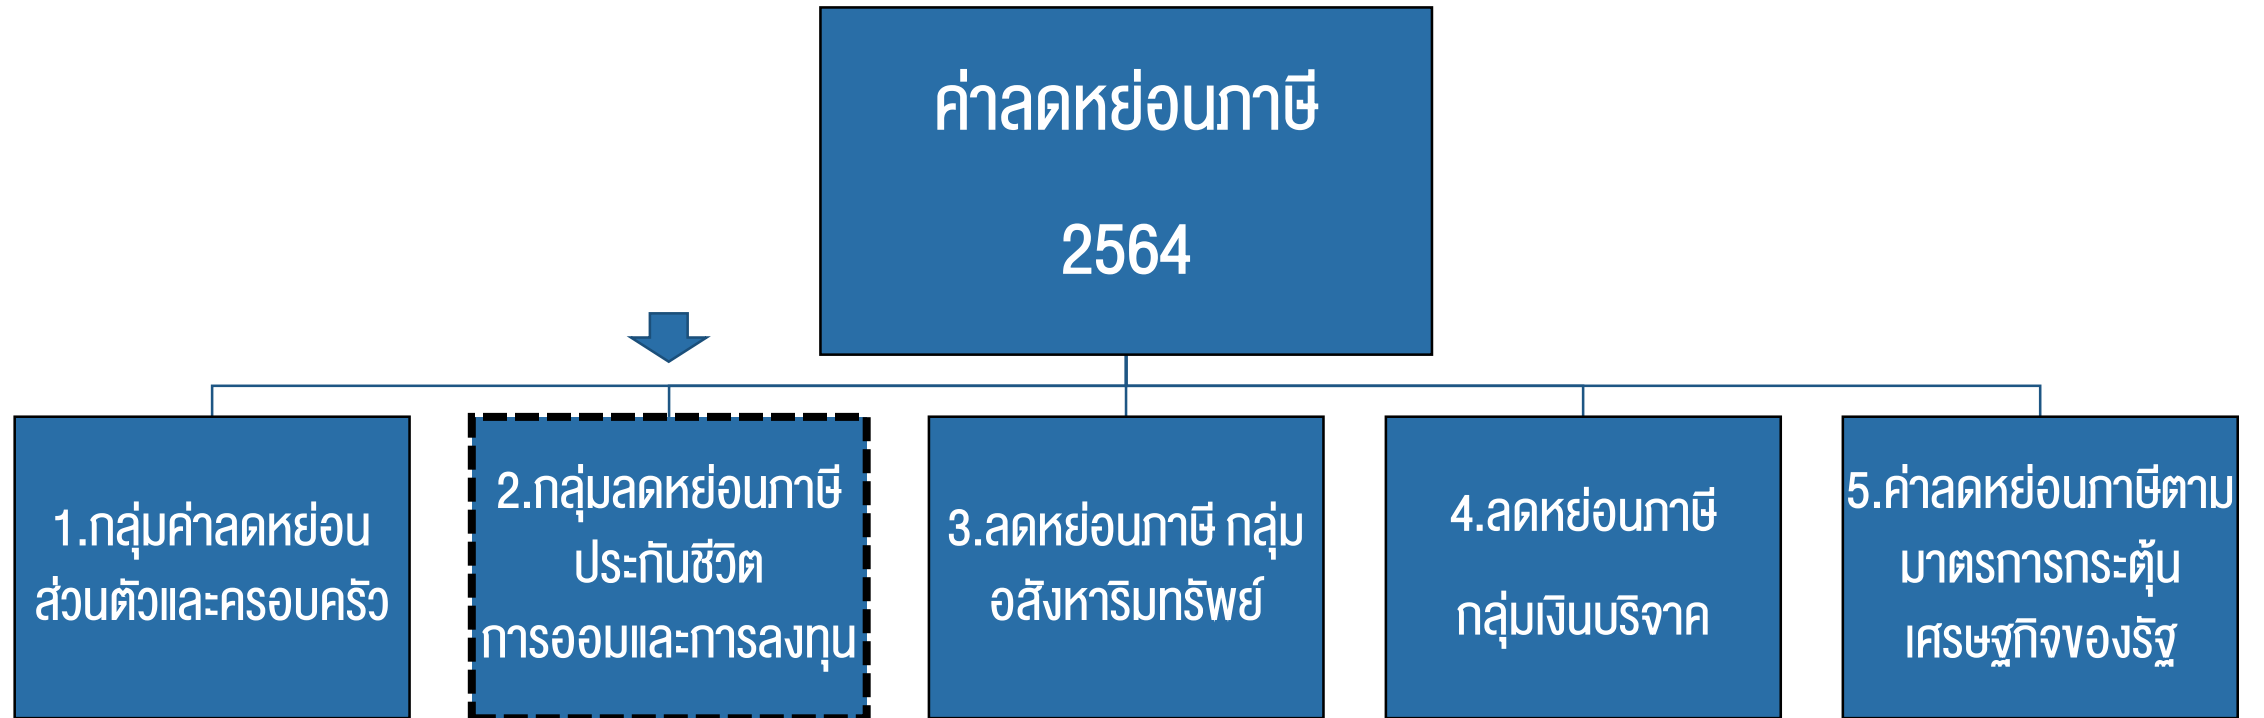 ค่าลดหย่อนภาษี
2564
1.กลุ่มค่าลดหย่อน
ส่วนตัวและครอบครัว
2.กลุ่มลดหย่อนภาษี
ประกันชีวิต
การออมและการลงทุน
3.ลดหย่อนภาษี กลุ่ม
อสังหาริมทรัพย์
4.ลดหย่อนภาษี
กลุ่มเงินบริจาค
5.ค่าลดหย่อนภาษีตาม
มาตรการกระตุ้น
เศรษฐกิจของรัฐ